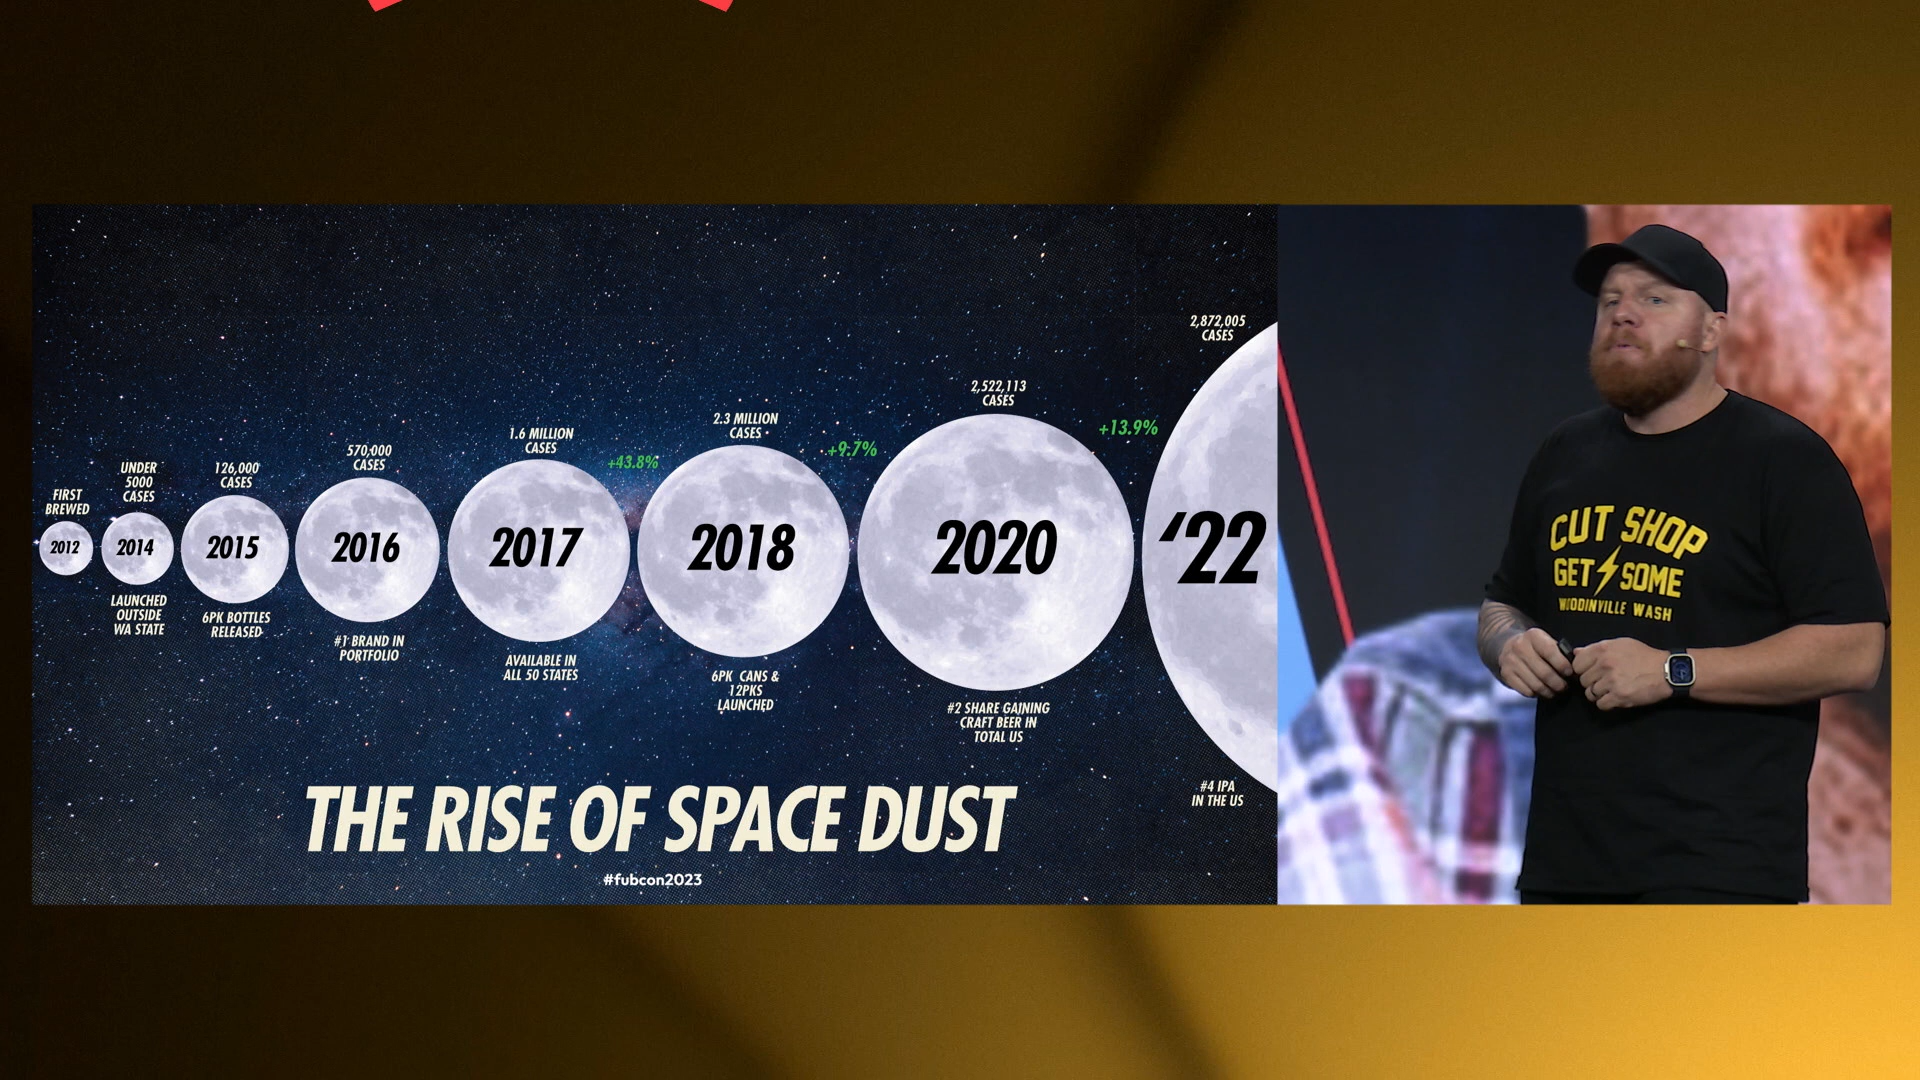 FIRST
BREWED
2012
UNDER
5000
CASES
2014
LAUNCHED
OUTSIDE
WA STATE
126,000
CASES
2015
6PK BOTTLES
RELEASED
570,000
CASES
2016
#1 BRAND IN
PORTFOLIO
1.6 MILLION
CASES
2017
AVAILABLE IN
ALL 50 STATES
+43.8%
2.3 MILLION
CASES
2018
6PK CANS &
12PKS
LAUNCHED
+9.7%
2,522,113
CASES
2020
#2 SHARE GAINING
CRAFT BEER IN
TOTAL US
+13.9%
2,872,005
CASES
'22
#4 IPA
IN THE US
THE RISE OF SPACE DUST
#fubcon2023
CUT SHOP
GET SOME
WOODINVILLE WASH